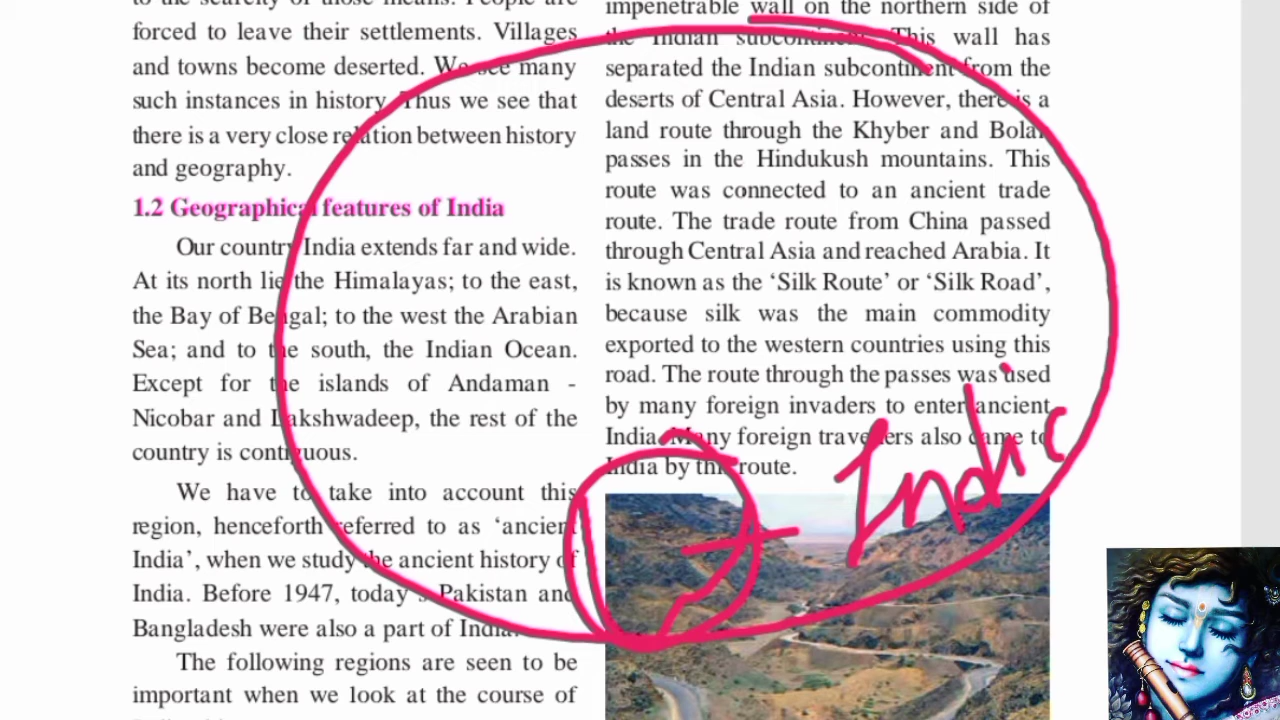 to the scarcity of those means. People are
forced to leave their settlements. Villages
and towns become deserted. We see many
such instances in history. Thus we see that
there is a very close relation between history
and geography.
1.2 Geographical features of India
Our country India extends far and wide.
At its north lie the Himalayas; to the east,
the Bay of Bengal; to the west the Arabian
Sea; and to the south, the Indian Ocean.
Except for the islands of Andaman -
Nicobar and Lakshwadeep, the rest of the
country is contiguous.
We have to take into account this
region, henceforth referred to as ‘ancient
India’, when we study the ancient history of
India. Before 1947, today's Pakistan and
Bangladesh were also a part of India.
The following regions are seen to be
important when we look at the course of
impenetrable wall on the northern side of
the Indian subcontinent. This wall has
separated the Indian subcontinent from the
deserts of Central Asia. However, there is a
land route through the Khyber and Bolan
passes in the Hindukush mountains. This
route was connected to an ancient trade
route. The trade route from China passed
through Central Asia and reached Arabia. It
is known as the ‘Silk Route’ or ‘Silk Road’,
because silk was the main commodity
exported to the western countries using this
road. The route through the passes was used
by many foreign invaders to enter ancient
India. Many foreign travellers also came to
India by this route.